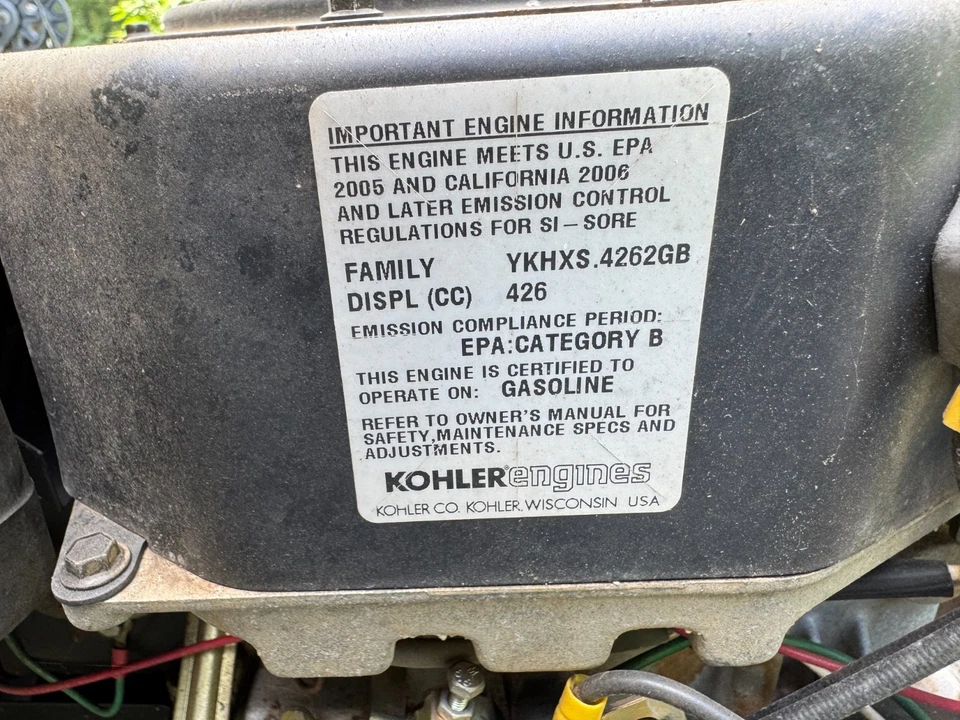 IMPORTANT ENGINE INFORMATION
THIS ENGINE MEETS U.S. EPA
2005 AND CALIFORNIA 2006
AND LATER EMISSION CONTROL
REGULATIONS FOR SI – SORE
FAMILY YKHXS.4262GB
DISPL (CC) 426
EMISSION COMPLIANCE PERIOD:
EPA:CATEGORY B
THIS ENGINE IS CERTIFIED TO
OPERATE ON: GASOLINE
REFER TO OWNER'S MANUAL FOR
SAFETY,MAINTENANCE SPECS AND
ADJUSTMENTS.
KOHLER®engines
KOHLER CO. KOHLER, WISCONSIN USA